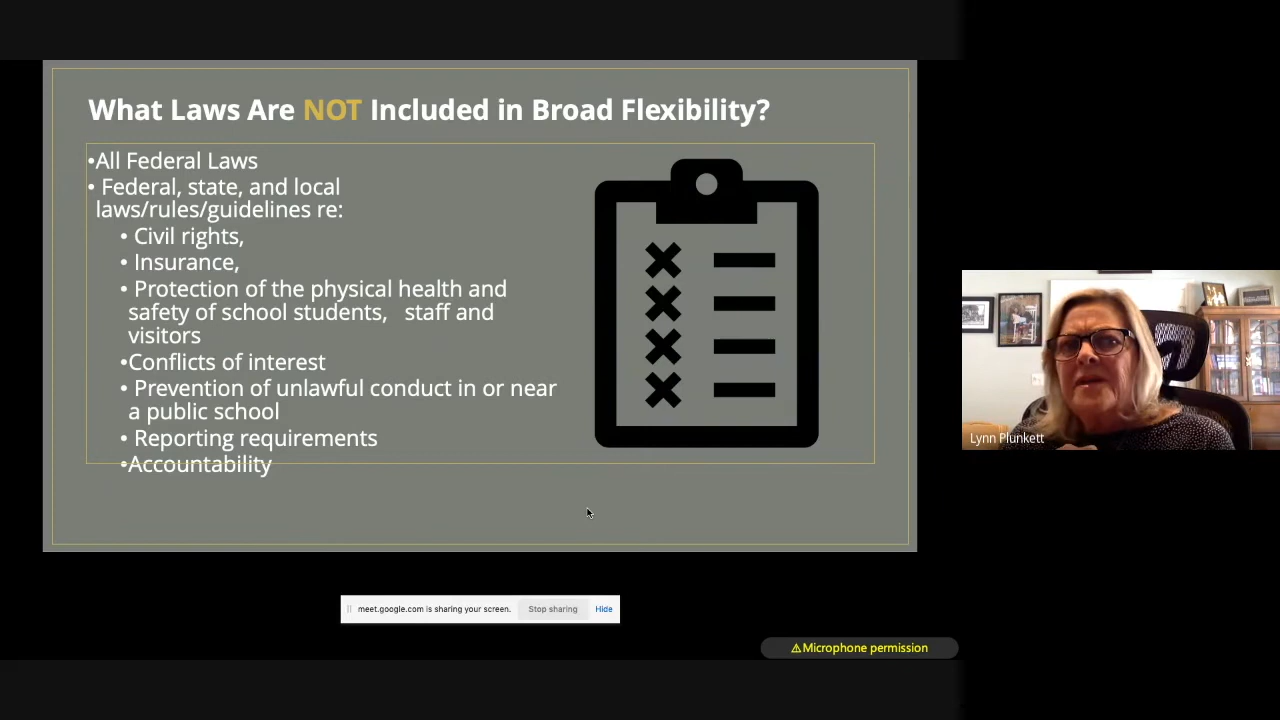 What Laws Are NOT Included in Broad Flexibility?
•All Federal Laws
• Federal, state, and local
laws/rules/guidelines re:
• Civil rights,
• Insurance,
• Protection of the physical health and
safety of school students, staff and
visitors
•Conflicts of interest
• Prevention of unlawful conduct in or near
a public school
• Reporting requirements
•Accountability
Lynn Plunkett
meet.google.com is sharing your screen. Stop sharing Hide
⚠Microphone permission